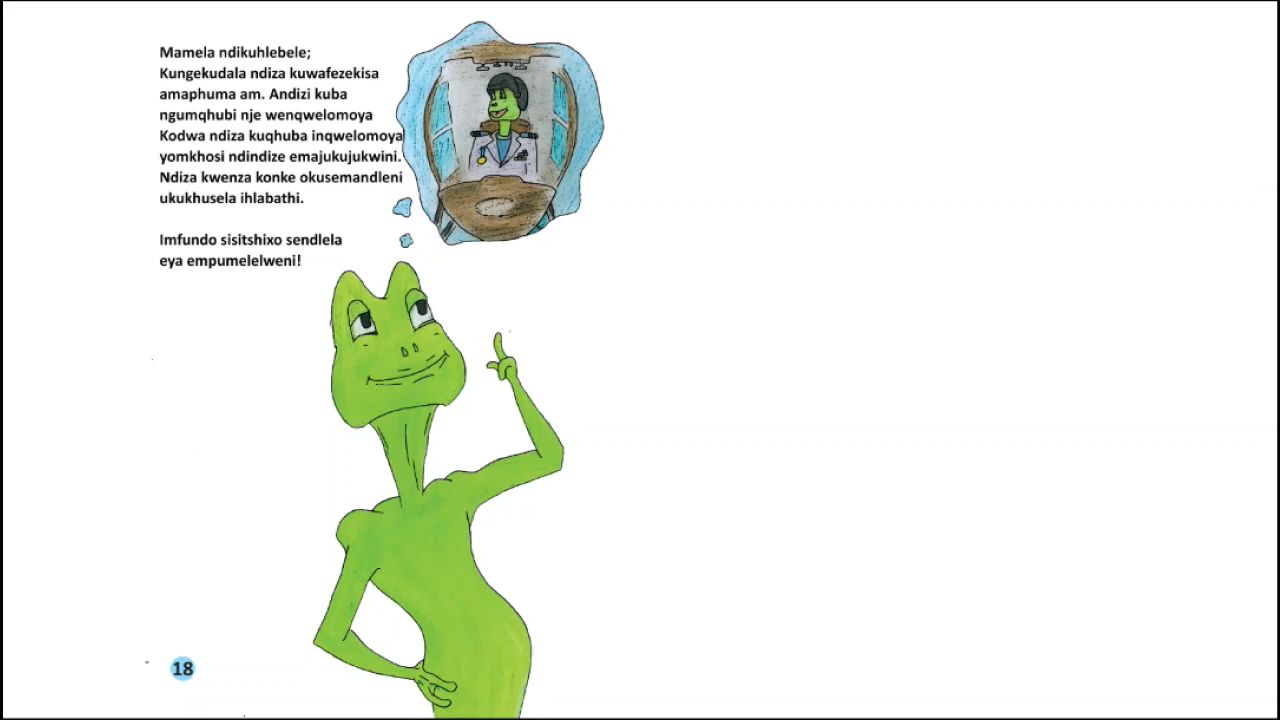 Mamela ndikuhlebele;
Kungekudala ndiza kuwafezekisa
amaphuma am. Andizi kuba
ngumqhubi nje wenqwelomoya
Kodwa ndiza kuqhuba inqwelomoya
yomkhosi ndindize emajukujukwini.
Ndiza kwenza konke okusemandleni
ukukhusela ihlabathi.
Imfundo sisitshixo sendlela
eya empumelelweni!
18